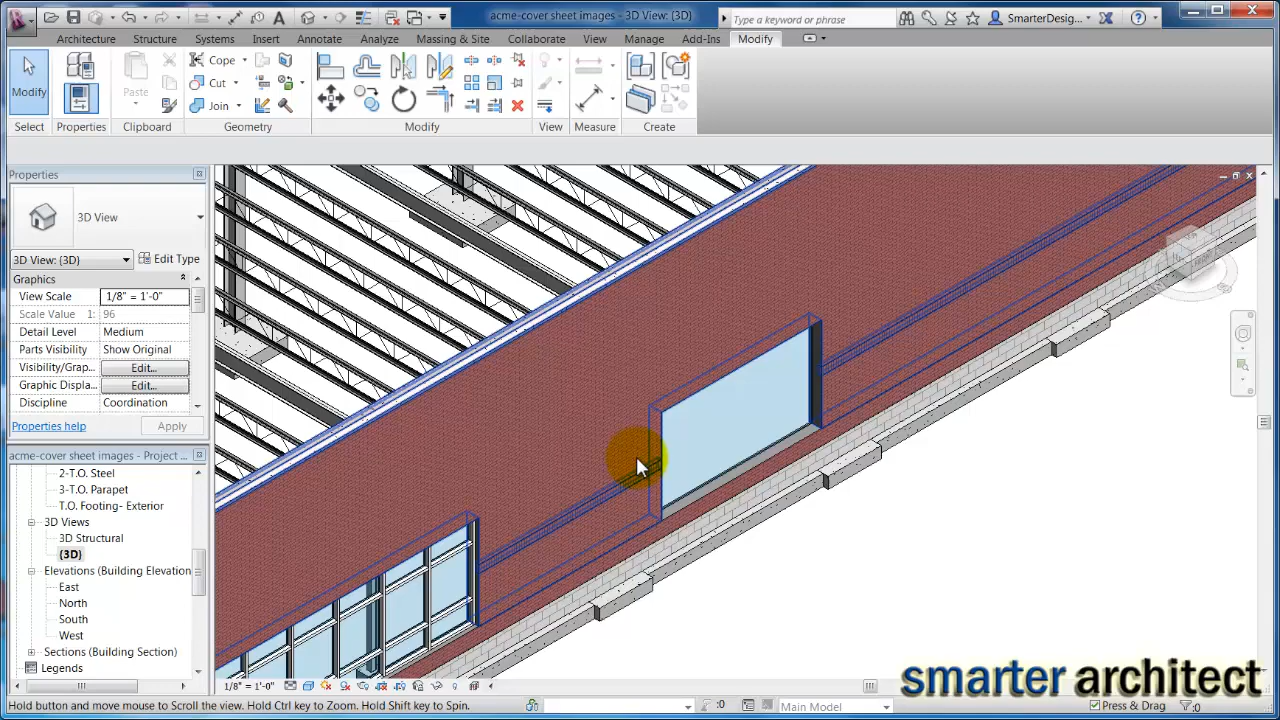 acme-cover sheet images - 3D View: {3D}
Type a keyword or phrase
SmarterDesig...
Architecture Structure Systems Insert Annotate Analyze Massing & Site Collaborate View Manage Add-Ins Modify
Modify
Paste
Cope
Cut
Join
Select Properties Clipboard Geometry Modify View Measure Create
Properties
3D View
3D View: {3D} Edit Type
Graphics
View Scale 1/8" = 1'-0"
Scale Value 1: 96
Detail Level Medium
Parts Visibility Show Original
Visibility/Grap... Edit...
Graphic Displa... Edit...
Discipline Coordination
Properties help Apply
acme-cover sheet images - Project ...
2-T.O. Steel
3-T.O. Parapet
T.O. Footing- Exterior
3D Views
3D Structural
{3D}
Elevations (Building Elevation)
East
North
South
West
Sections (Building Section)
Legends
1/8" = 1'-0"
smarter architect
Hold button and move mouse to Scroll the view. Hold Ctrl key to Zoom. Hold Shift key to Spin.
:0
Main Model
Press & Drag
:0